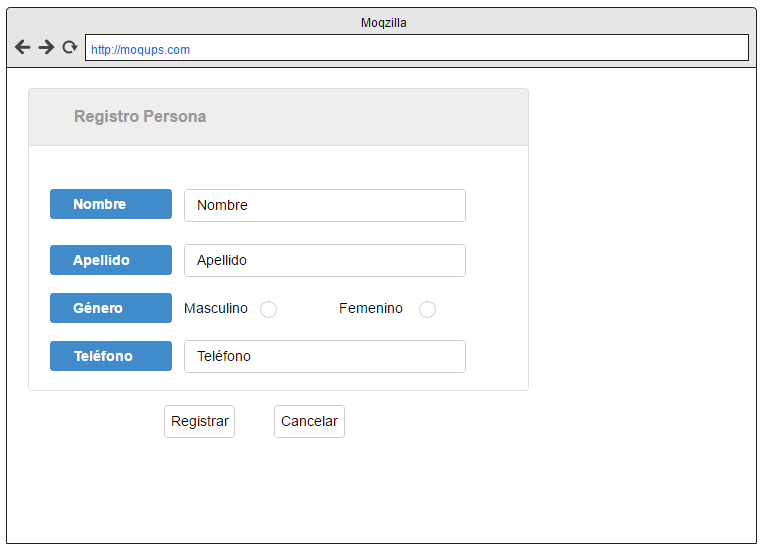 Moqzilla
http://moqups.com
Registro Persona
Nombre Nombre
Apellido Apellido
Género Masculino Femenino
Teléfono Teléfono
Registrar Cancelar